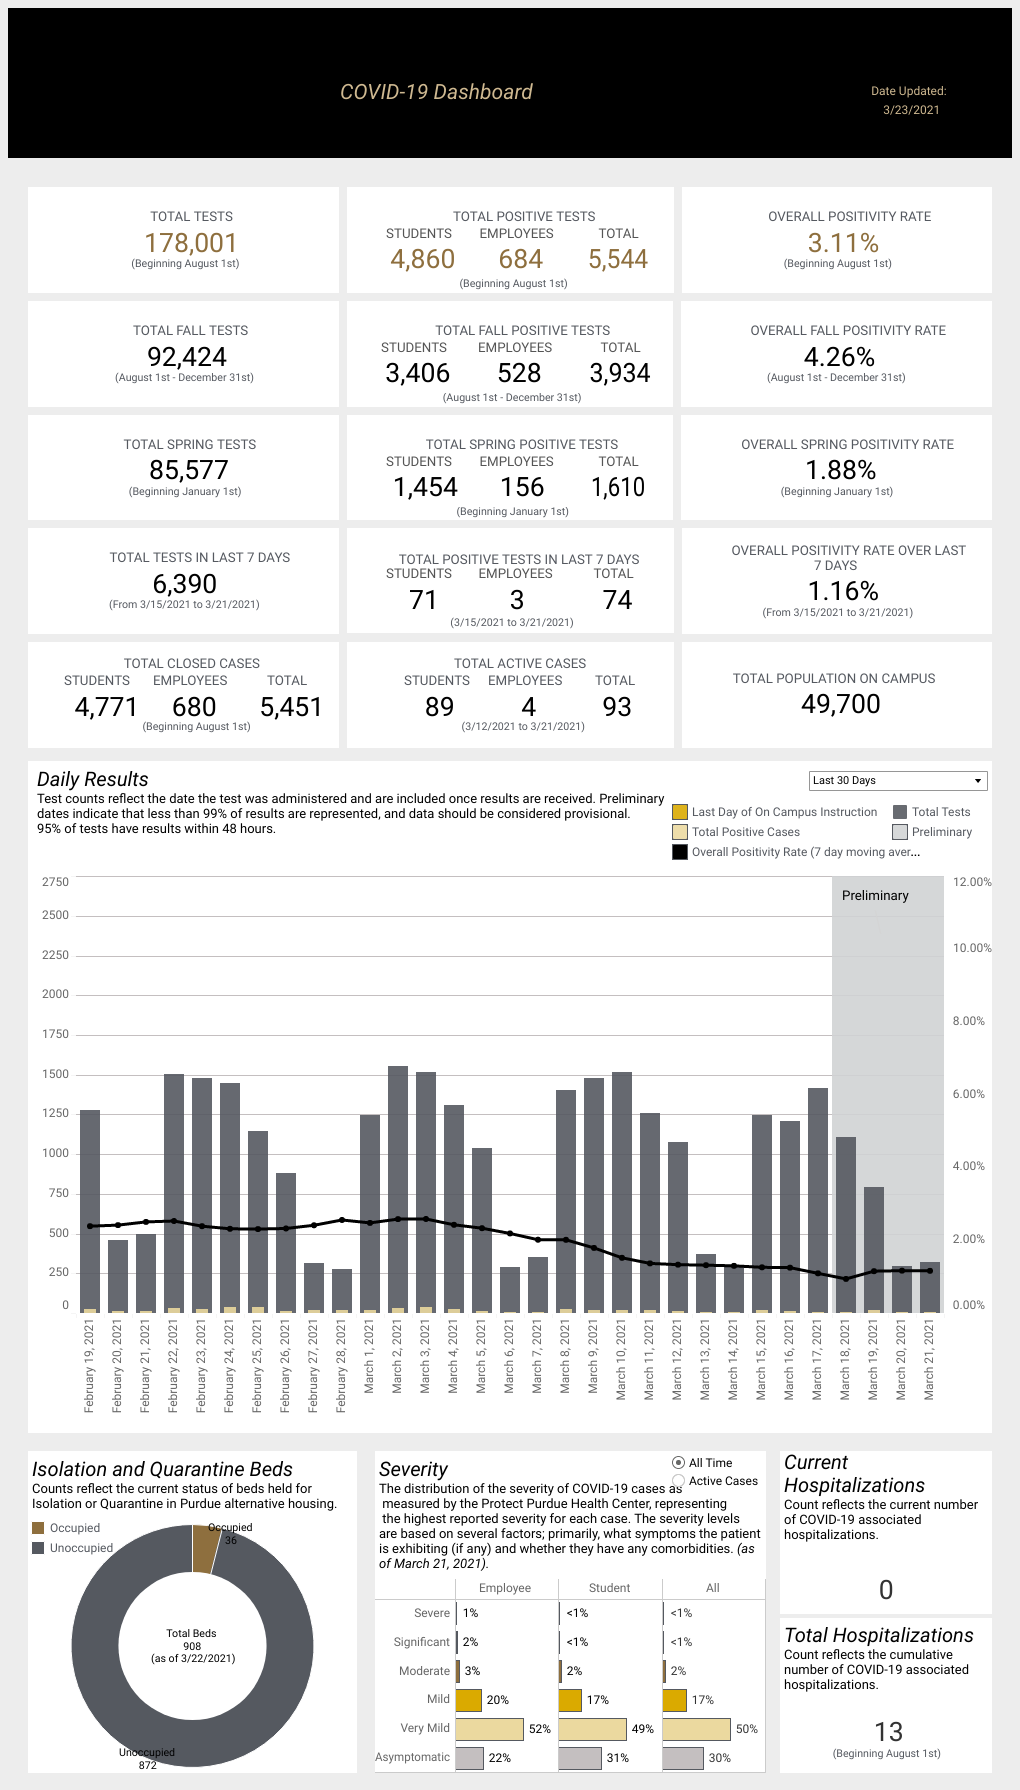 COVID-19 Dashboard
Date Updated:
3/23/2021
TOTAL TESTS
178,001
(Beginning August 1st)
TOTAL POSITIVE TESTS
STUDENTS EMPLOYEES TOTAL
4,860 684 5,544
(Beginning August 1st)
OVERALL POSITIVITY RATE
3.11%
(Beginning August 1st)
TOTAL FALL TESTS
92,424
(August 1st - December 31st)
TOTAL FALL POSITIVE TESTS
STUDENTS EMPLOYEES TOTAL
3,406 528 3,934
(August 1st - December 31st)
OVERALL FALL POSITIVITY RATE
4.26%
(August 1st - December 31st)
TOTAL SPRING TESTS
85,577
(Beginning January 1st)
TOTAL SPRING POSITIVE TESTS
STUDENTS EMPLOYEES TOTAL
1,454 156 1,610
(Beginning January 1st)
OVERALL SPRING POSITIVITY RATE
1.88%
(Beginning January 1st)
TOTAL TESTS IN LAST 7 DAYS
6,390
(From 3/15/2021 to 3/21/2021)
TOTAL POSITIVE TESTS IN LAST 7 DAYS
STUDENTS EMPLOYEES TOTAL
71 3 74
(3/15/2021 to 3/21/2021)
OVERALL POSITIVITY RATE OVER LAST
7 DAYS
1.16%
(From 3/15/2021 to 3/21/2021)
TOTAL CLOSED CASES
STUDENTS EMPLOYEES TOTAL
4,771 680 5,451
(Beginning August 1st)
TOTAL ACTIVE CASES
STUDENTS EMPLOYEES TOTAL
89 4 93
(3/12/2021 to 3/21/2021)
TOTAL POPULATION ON CAMPUS
49,700
Daily Results
Test counts reflect the date the test was administered and are included once results are received. Preliminary
dates indicate that less than 99% of results are represented, and data should be considered provisional.
95% of tests have results within 48 hours.
Last 30 Days
Last Day of On Campus Instruction
Total Tests
Total Positive Cases
Preliminary
Overall Positivity Rate (7 day moving aver...
2750
2500
2250
2000
1750
1500
1250
1000
750
500
250
0
Preliminary
12.00%
10.00%
8.00%
6.00%
4.00%
2.00%
0.00%
February 19, 2021
February 20, 2021
February 21, 2021
February 22, 2021
February 23, 2021
February 24, 2021
February 25, 2021
February 26, 2021
February 27, 2021
February 28, 2021
March 1, 2021
March 2, 2021
March 3, 2021
March 4, 2021
March 5, 2021
March 6, 2021
March 7, 2021
March 8, 2021
March 9, 2021
March 10, 2021
March 11, 2021
March 12, 2021
March 13, 2021
March 14, 2021
March 15, 2021
March 16, 2021
March 17, 2021
March 18, 2021
March 19, 2021
March 20, 2021
March 21, 2021
Isolation and Quarantine Beds
Counts reflect the current status of beds held for
Isolation or Quarantine in Purdue alternative housing.
Occupied
Unoccupied
Occupied
36
Total Beds
908
(as of 3/22/2021)
Unoccupied
872
Severity
All Time
Active Cases
The distribution of the severity of COVID-19 cases as
measured by the Protect Purdue Health Center, representing
the highest reported severity for each case. The severity levels
are based on several factors; primarily, what symptoms the patient
is exhibiting (if any) and whether they have any comorbidities. (as
of March 21, 2021).
Employee Student All
Severe 1% <1% <1%
Significant 2% <1% <1%
Moderate 3% 2% 2%
Mild 20% 17% 17%
Very Mild 52% 49% 50%
Asymptomatic 22% 31% 30%
Current
Hospitalizations
Count reflects the current number
of COVID-19 associated
hospitalizations.
0
Total Hospitalizations
Count reflects the cumulative
number of COVID-19 associated
hospitalizations.
13
(Beginning August 1st)